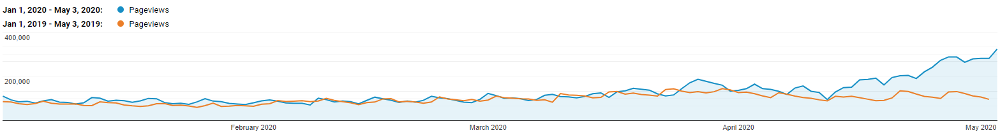 Jan 1, 2020 - May 3, 2020: Pageviews
Jan 1, 2019 - May 3, 2019: Pageviews
400,000
200,000
February 2020 March 2020 April 2020 May 2020